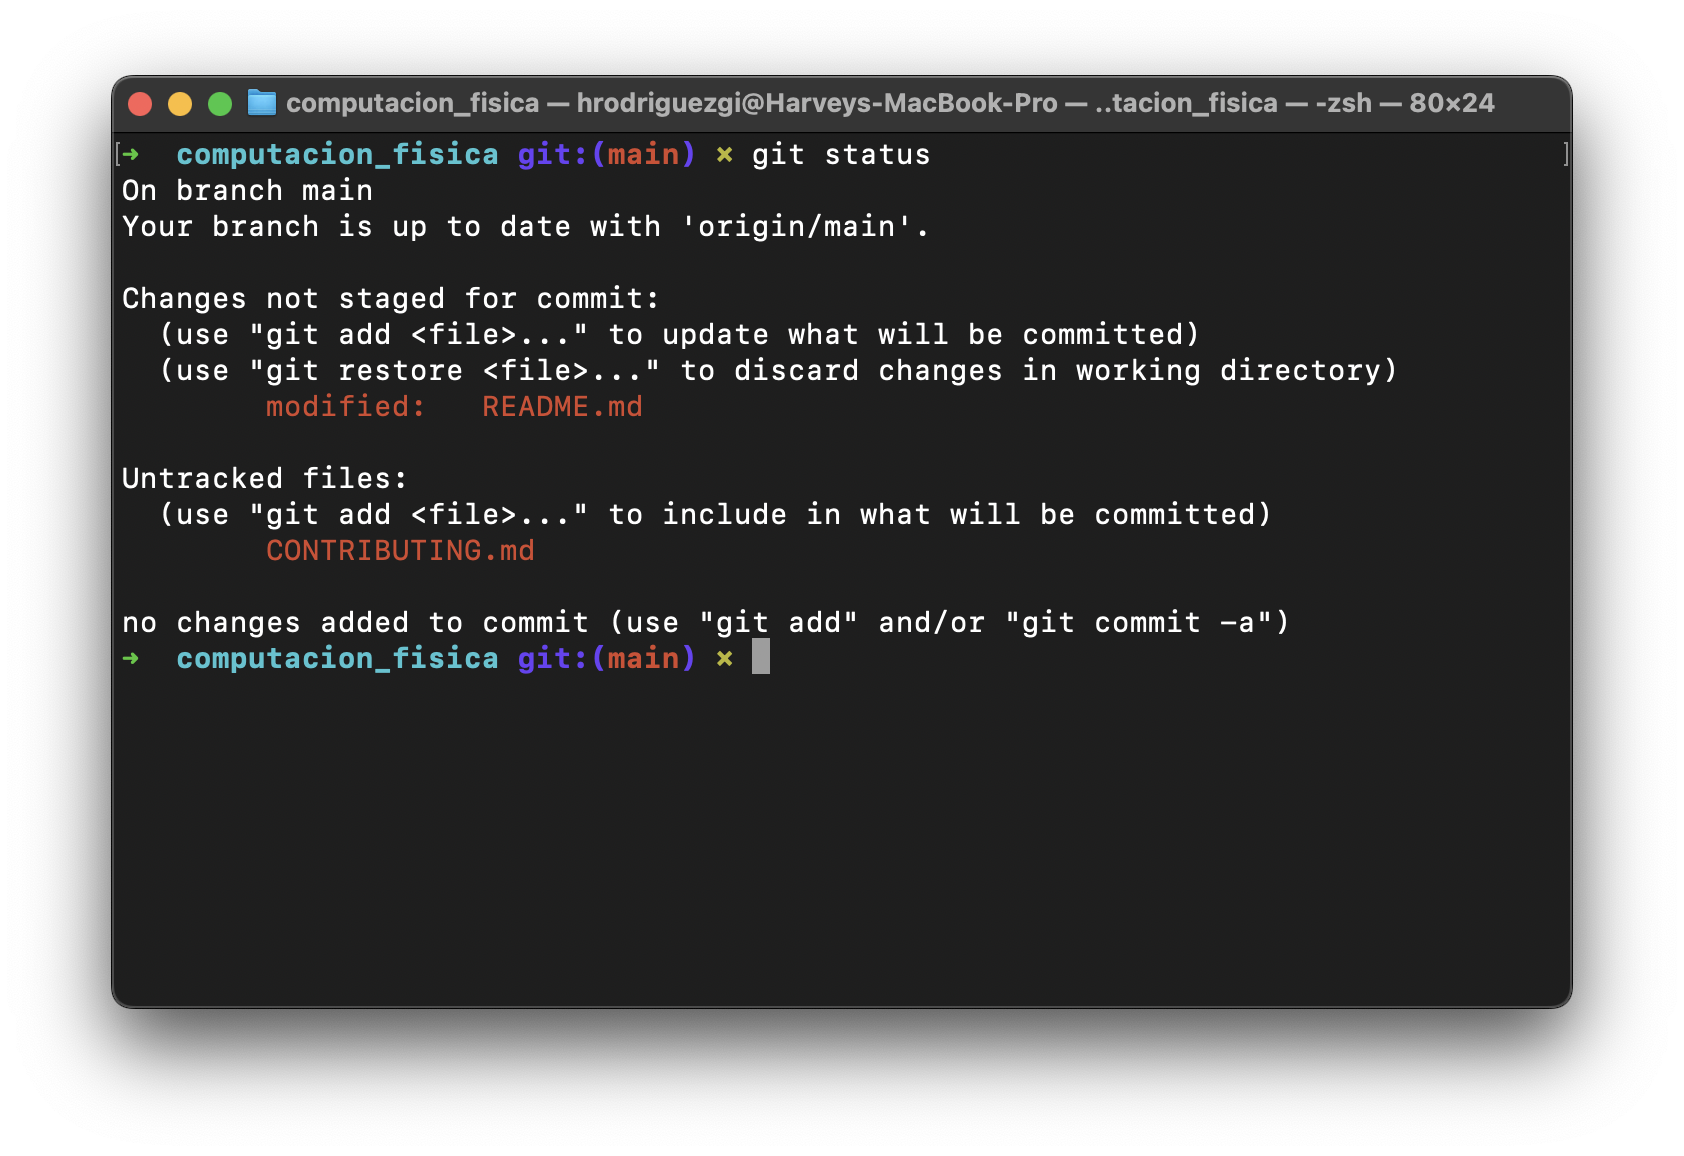 computacion_fisica — hrodriguezgi@Harveys-MacBook-Pro — ..tacion_fisica — -zsh — 80×24
[➜  computacion_fisica git:(main) ✗ git status ]
On branch main
Your branch is up to date with 'origin/main'.
Changes not staged for commit:
  (use "git add <file>..." to update what will be committed)
  (use "git restore <file>..." to discard changes in working directory)
        modified:   README.md
Untracked files:
  (use "git add <file>..." to include in what will be committed)
        CONTRIBUTING.md
no changes added to commit (use "git add" and/or "git commit -a")
➜  computacion_fisica git:(main) ✗